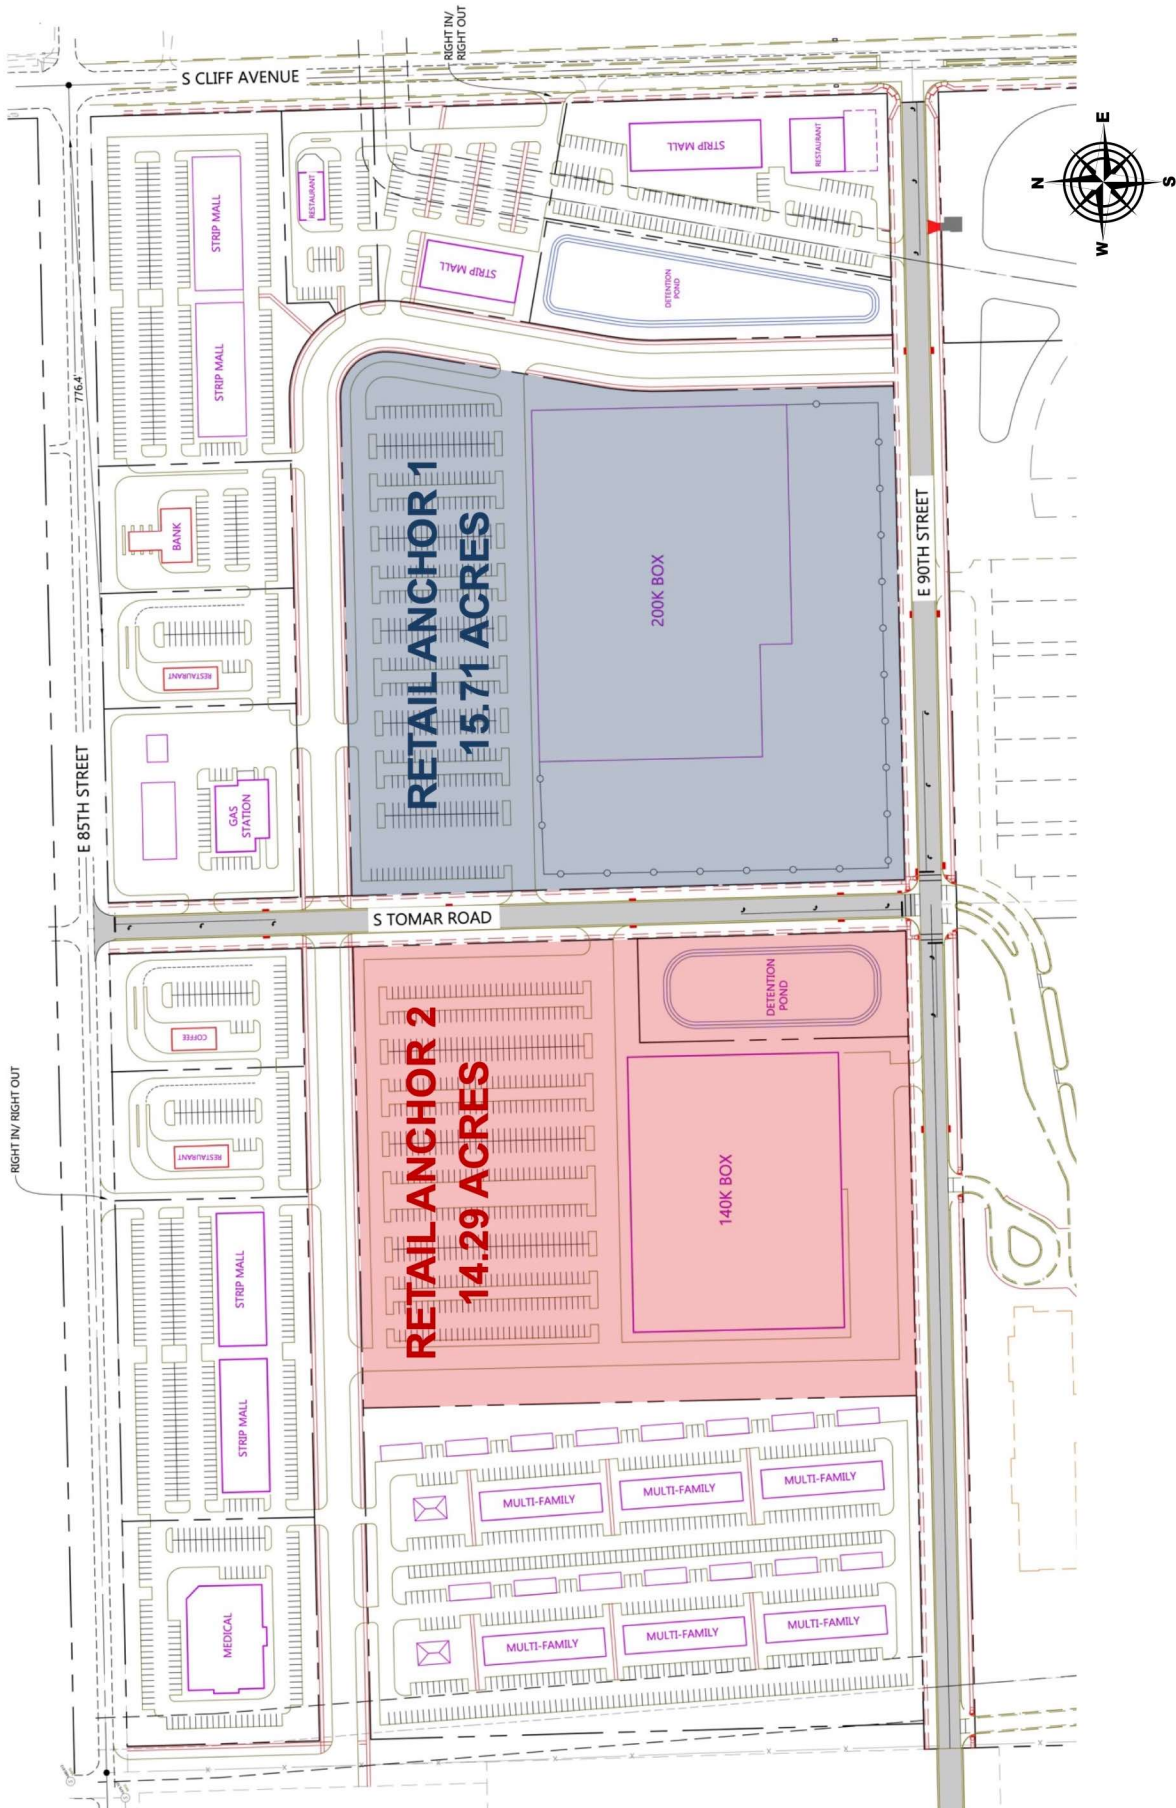 RIGHT IN/
RIGHT OUT
S CLIFF AVENUE
E
N
S
W
STRIP MALL
RESTAURANT
STRIP MALL
RESTAURANT
STRIP MALL
DETENTION
POND
STRIP MALL
776.4'
BANK
RESTAURANT
GAS
STATION
E 85TH STREET
RETAIL ANCHOR 1
15.71 ACRES
200K BOX
E 90TH STREET
S TOMAR ROAD
COFFEE
RESTAURANT
RIGHT IN/ RIGHT OUT
DETENTION
POND
RETAIL ANCHOR 2
14.29 ACRES
140K BOX
STRIP MALL
STRIP MALL
MEDICAL
MULTI-FAMILY
MULTI-FAMILY
MULTI-FAMILY
MULTI-FAMILY
MULTI-FAMILY
MULTI-FAMILY